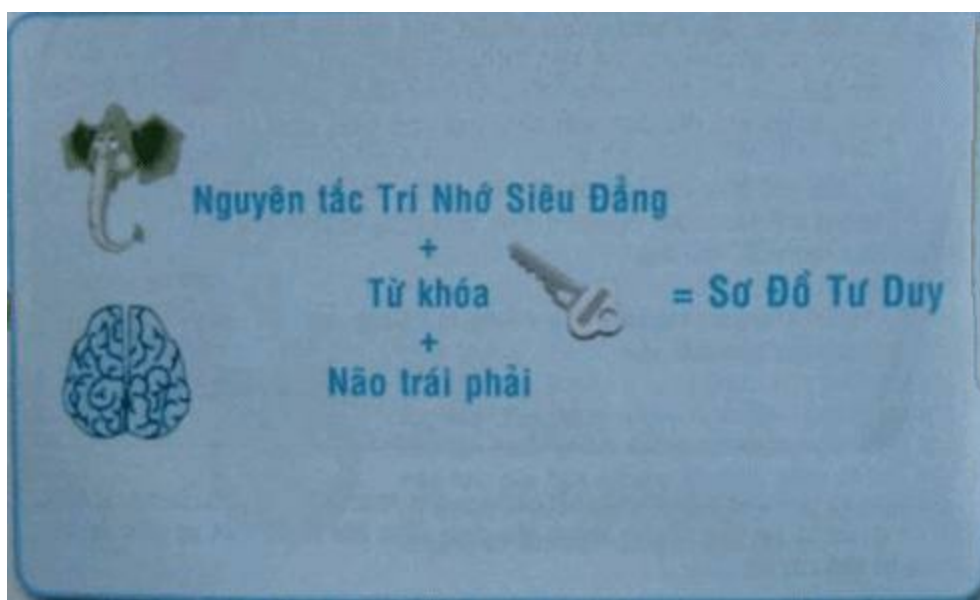 Nguyên tắc Trí Nhớ Siêu Đẳng
+
Từ khóa = Sơ Đồ Tư Duy
+
Não trái phải